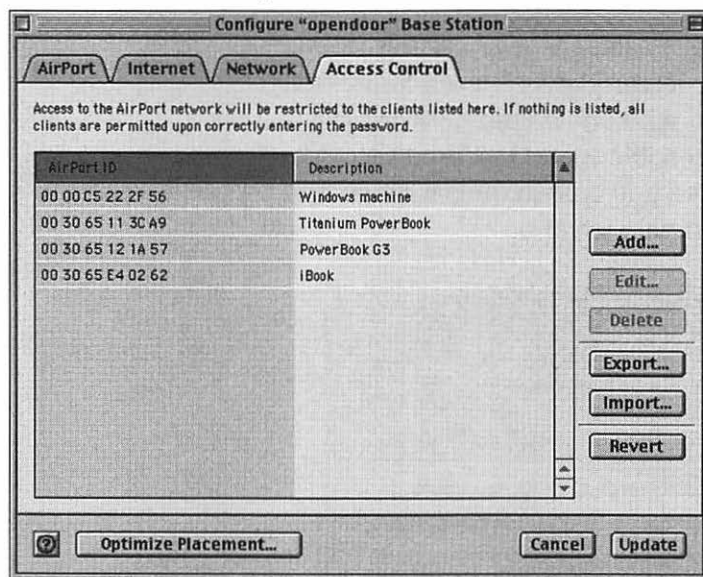 Configure “opendoor” Base Station
AirPort Internet Network Access Control
Access to the AirPort network will be restricted to the clients listed here. If nothing is listed, all
clients are permitted upon correctly entering the password.
AirPort ID Description
00 00 C5 22 2F 56 Windows machine
00 30 65 11 3C A9 Titanium PowerBook
00 30 65 12 1A 57 PowerBook G3
00 30 65 E4 02 62 iBook
Add...
Edit...
Delete
Export...
Import...
Revert
? Optimize Placement... Cancel Update